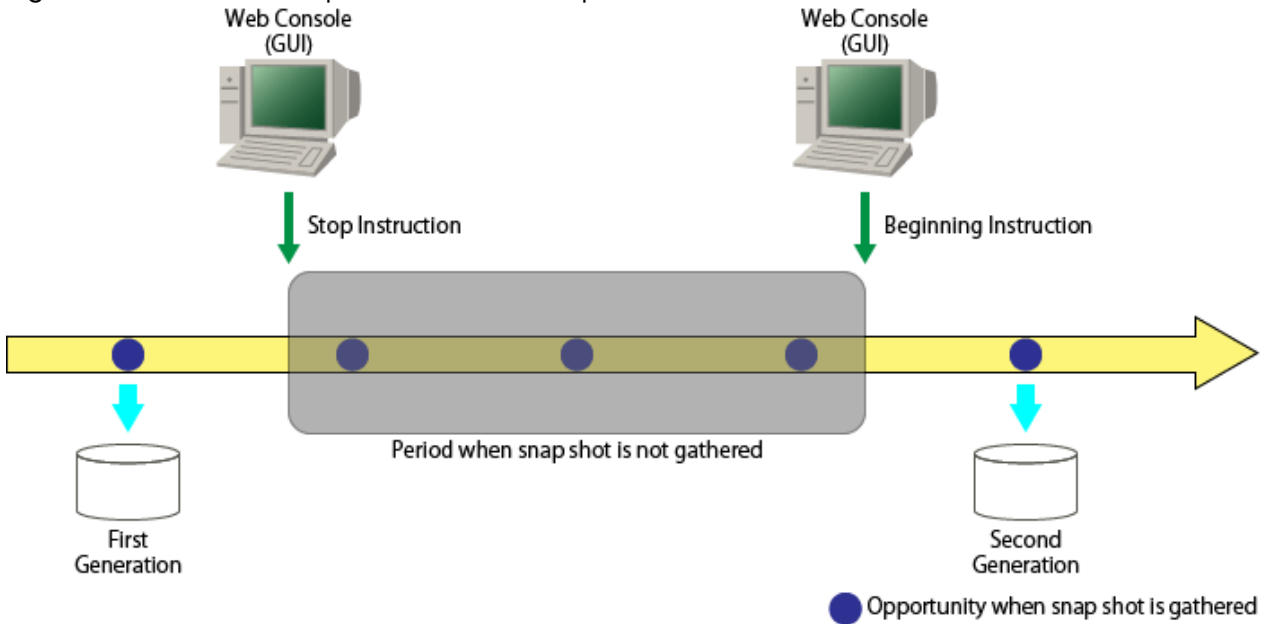 Web Console
(GUI)
Web Console
(GUI)
Stop Instruction
Beginning Instruction
Period when snap shot is not gathered
First
Generation
Second
Generation
Opportunity when snap shot is gathered